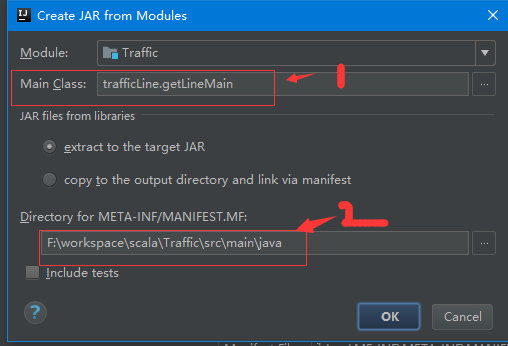 Create JAR from Modules
Module: Traffic
Main Class: trafficLine.getLineMain ...
1
JAR files from libraries
extract to the target JAR
copy to the output directory and link via manifest
Directory for META-INF/MANIFEST.MF:
2
F:\workspace\scala\Traffic\src\main\java ...
Include tests
? OK Cancel